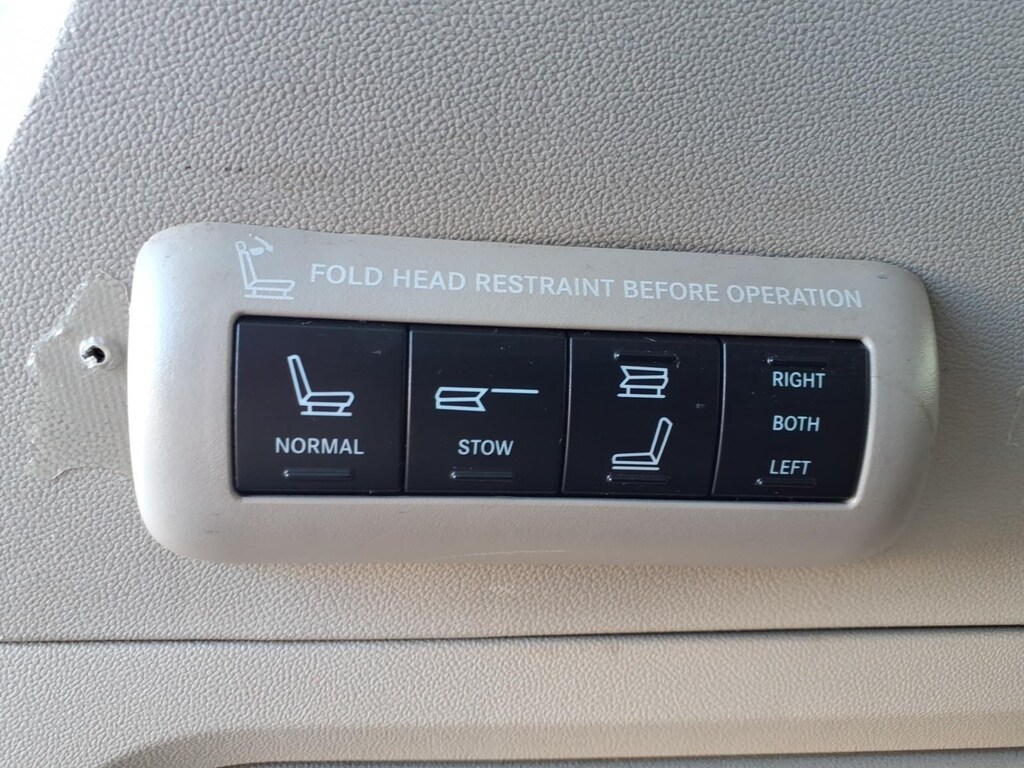 FOLD HEAD RESTRAINT BEFORE OPERATION
NORMAL
STOW
RIGHT
BOTH
LEFT